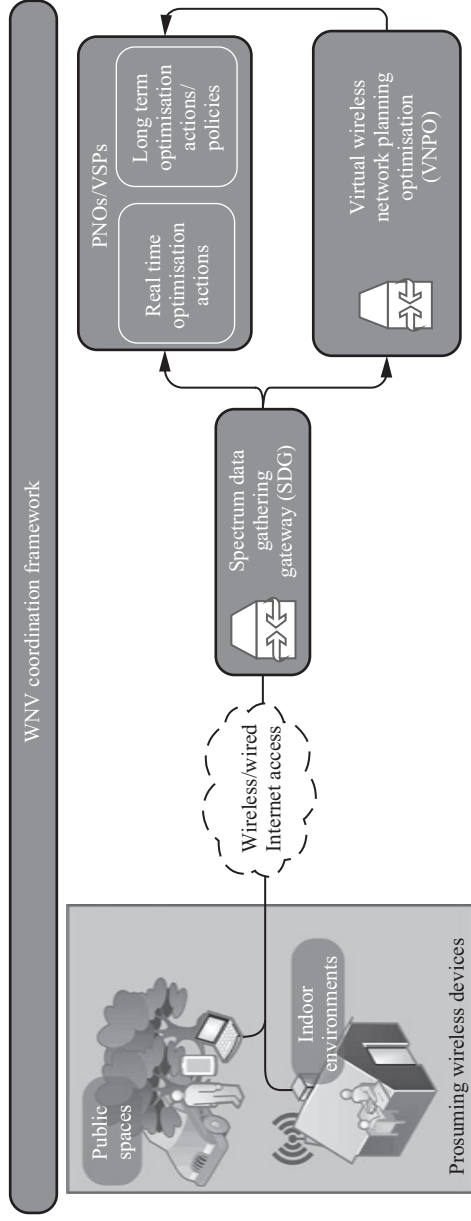 WNV coordination framework
Public
spaces
Indoor
environments
Prosuming wireless devices
Wireless/wired
Internet access
Spectrum data
gathering
gateway (SDG)
PNOs/VSPs
Real time
optimisation
actions
Long term
optimisation
actions/
policies
Virtual wireless
network planning
optimisation
(VNPO)